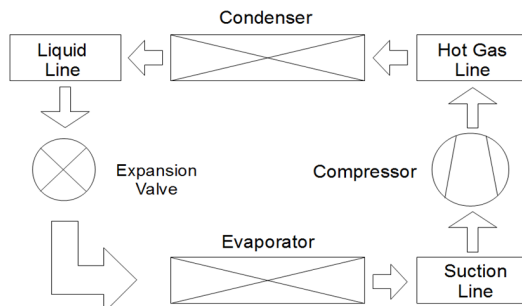 Condenser
Liquid
Line
Hot Gas
Line
Expansion
Valve
Compressor
Evaporator
Suction
Line